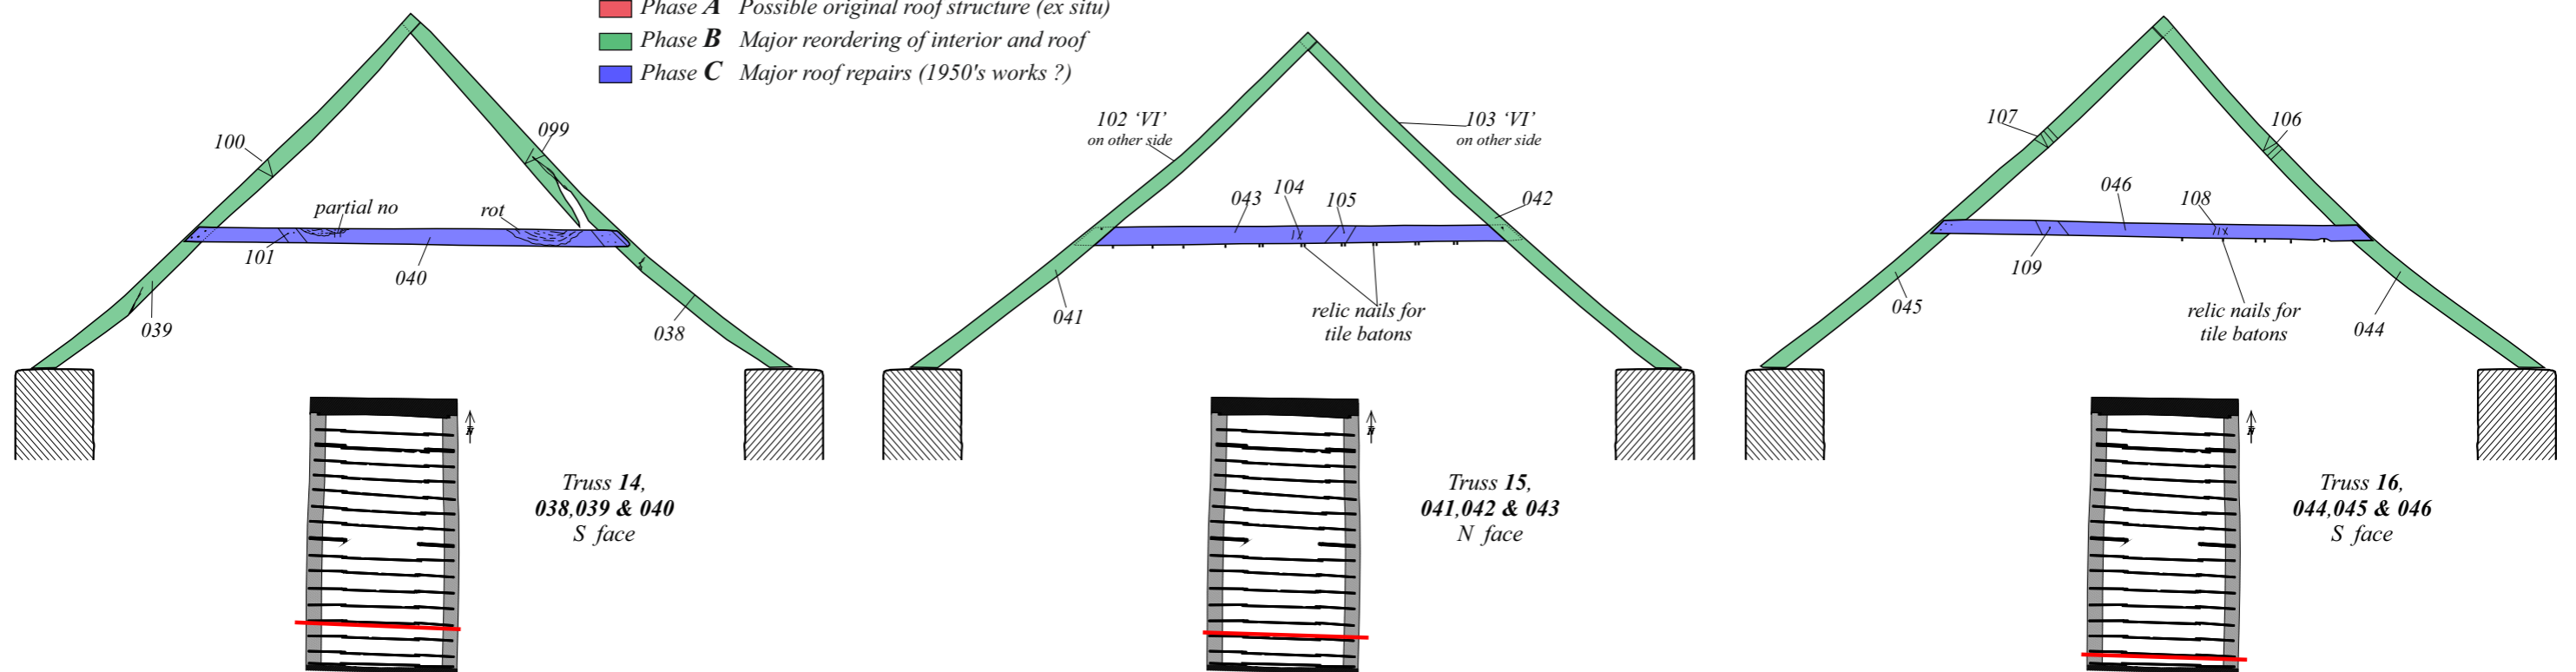 Phase A Possible original roof structure (ex situ)
Phase B Major reordering of interior and roof
Phase C Major roof repairs (1950's works ?)
100
099
partial no
rot
101
040
039
038
102 ‘VI’
on other side
103 ‘VI’
on other side
043
104
105
042
041
relic nails for
tile batons
107
106
046
108
109
045
044
relic nails for
tile batons
Truss 14,
038,039 & 040
S face
Truss 15,
041,042 & 043
N face
Truss 16,
044,045 & 046
S face